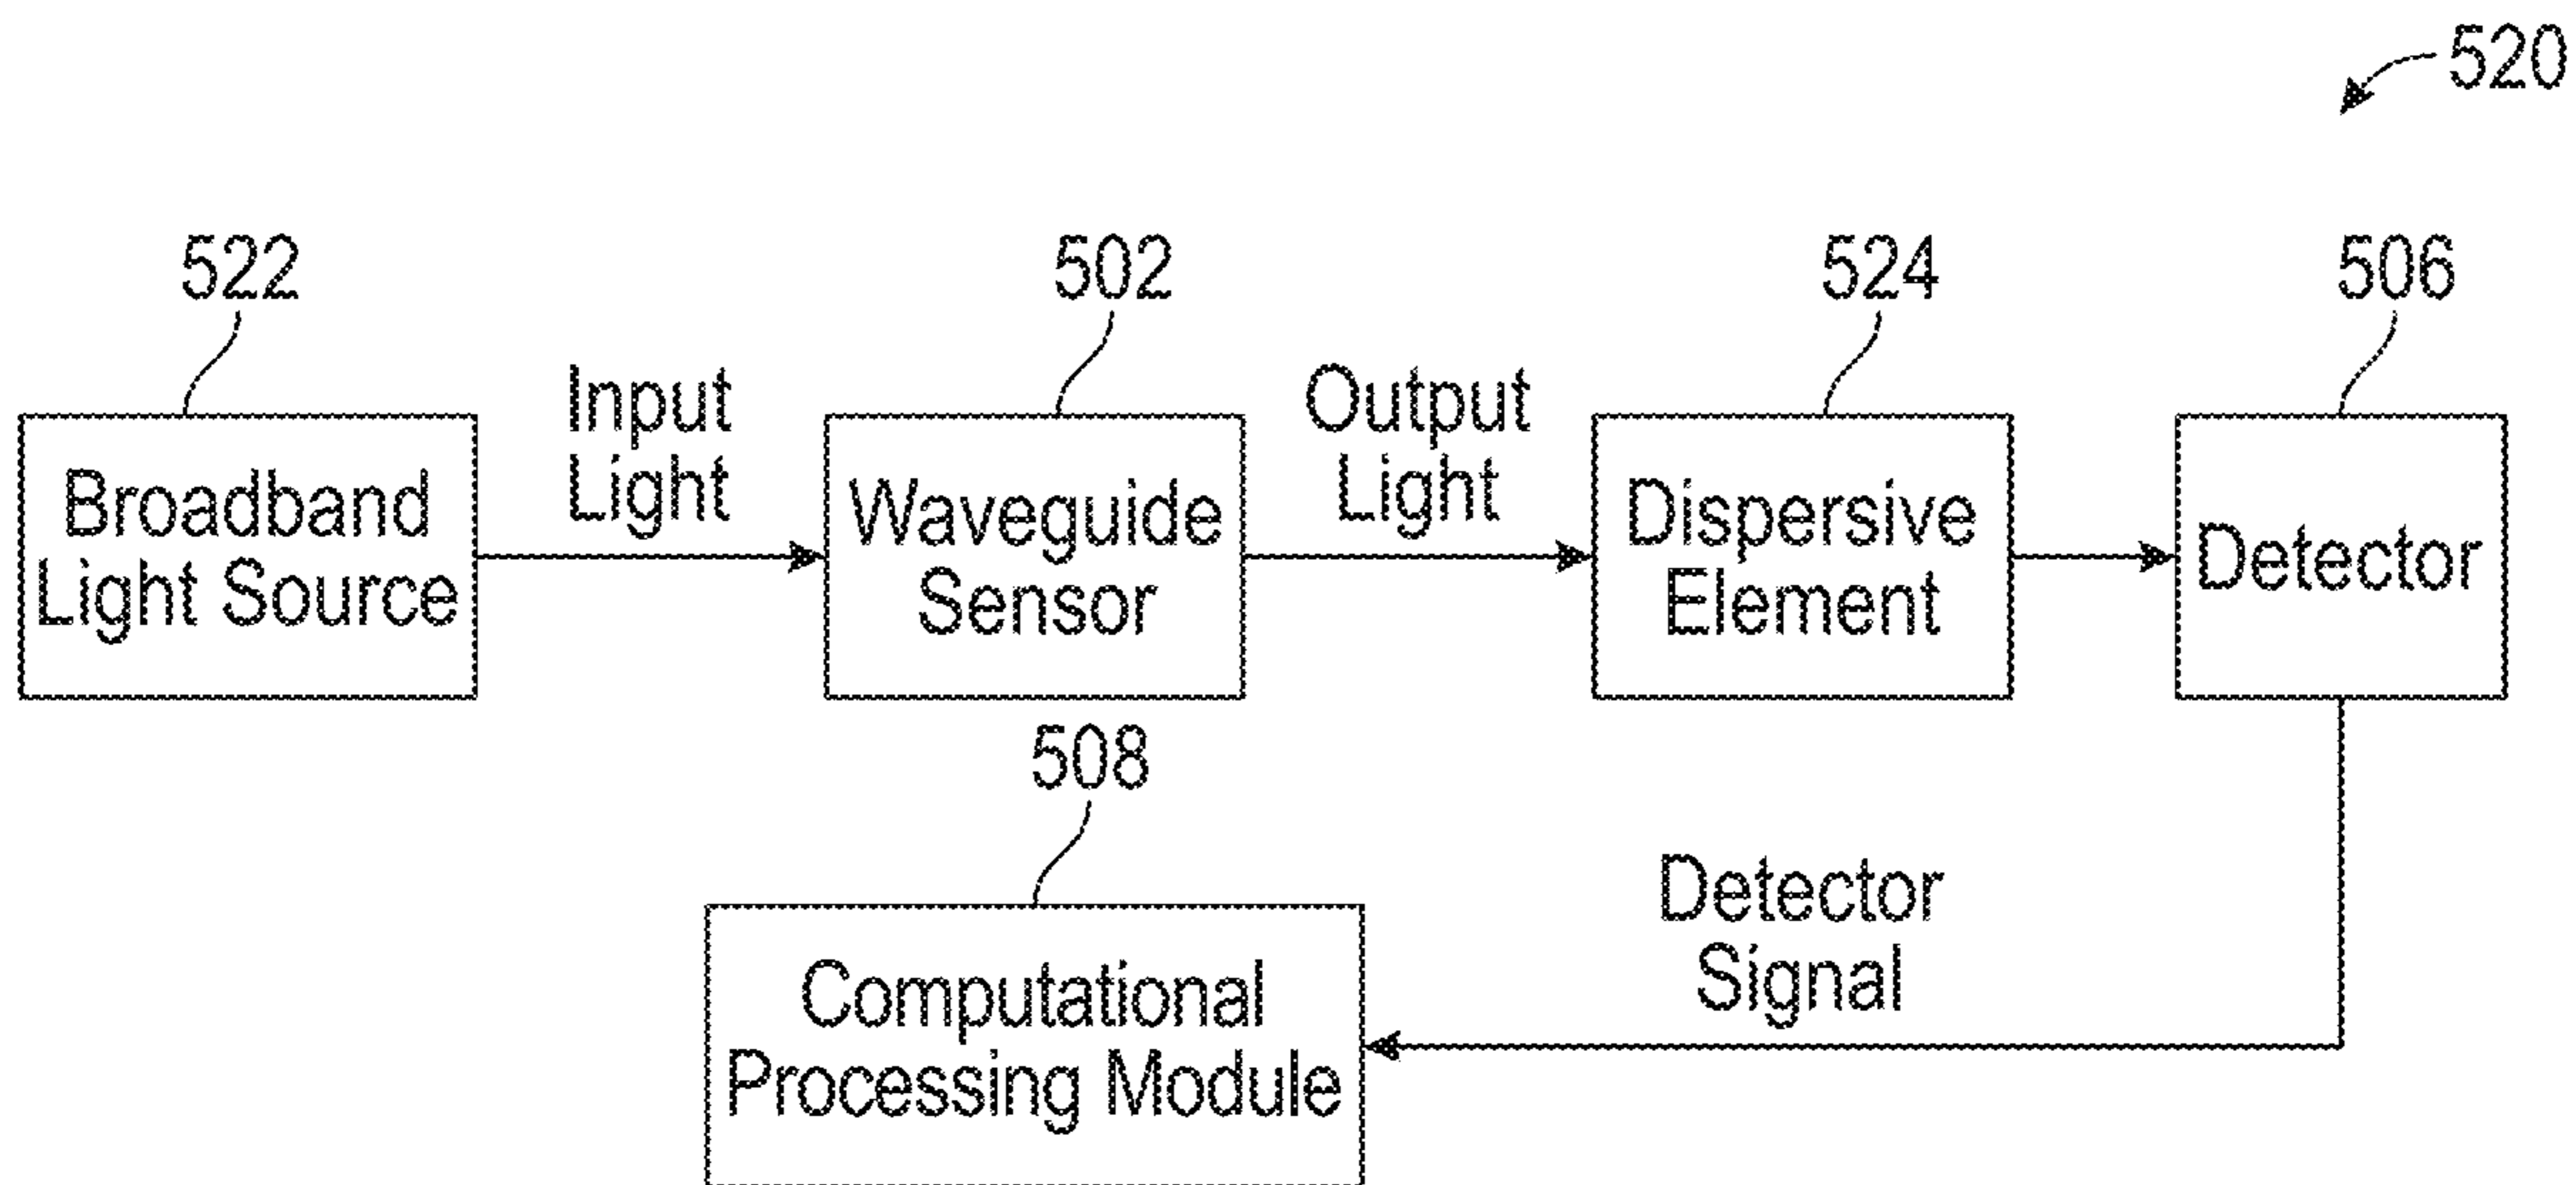 520
522
502
524
506
Input
Light
Output
Light
Broadband
Light Source
Waveguide
Sensor
Dispersive
Element
Detector
508
Detector
Signal
Computational
Processing Module